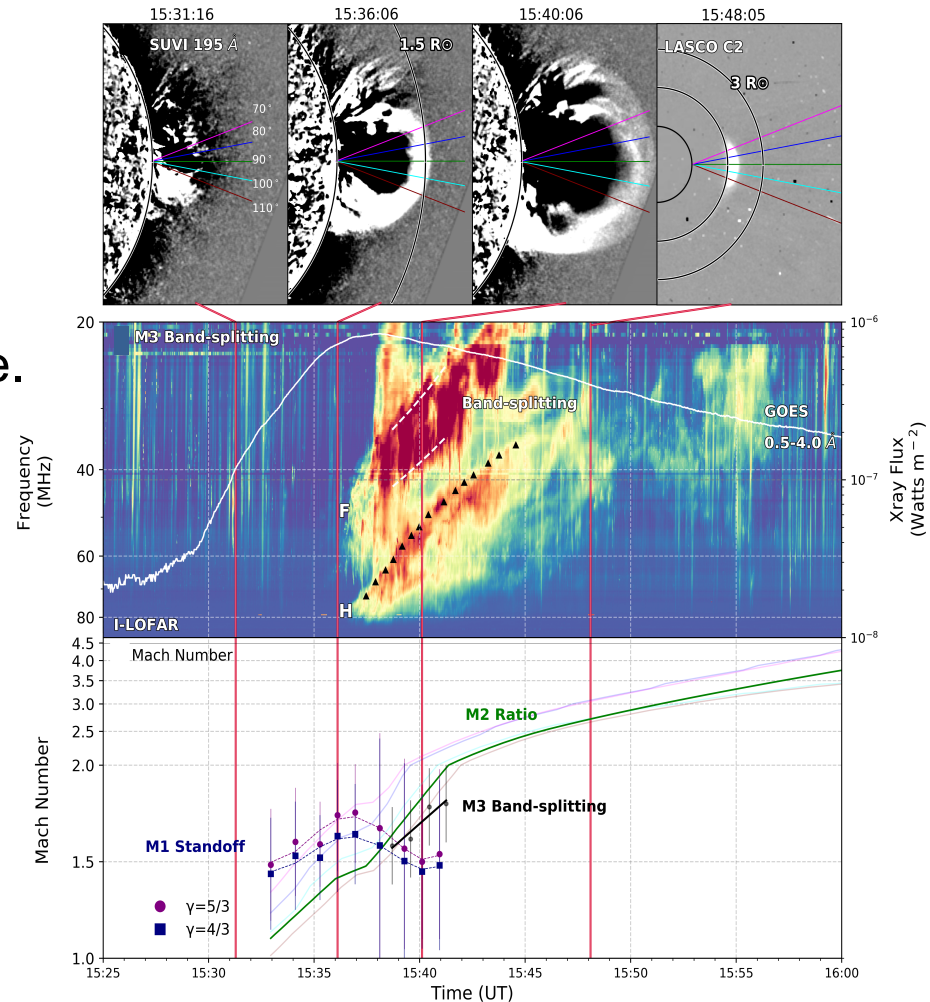 15:31:16 15:36:06 15:40:06 15:48:05
SUVI 195 Å 1.5 R⊙ LASCO C2
3 R⊙
70°
80°
90°
100°
110°
e.
20 10⁻⁶
M3 Band-splitting
Band-splitting
GOES
0.5-4.0 Å
40 10⁻⁷
F
60
H
80
I-LOFAR
10⁻⁸
Frequency
(MHz)
Xray Flux
(Watts m⁻²)
4.5
Mach Number
4.0
3.5
3.0
M2 Ratio
2.5
2.0
M3 Band-splitting
M1 Standoff
1.5
γ=5/3
γ=4/3
1.0
Mach Number
15:25 15:30 15:36 15:40 15:45 15:50 15:55 16:00
Time (UT)